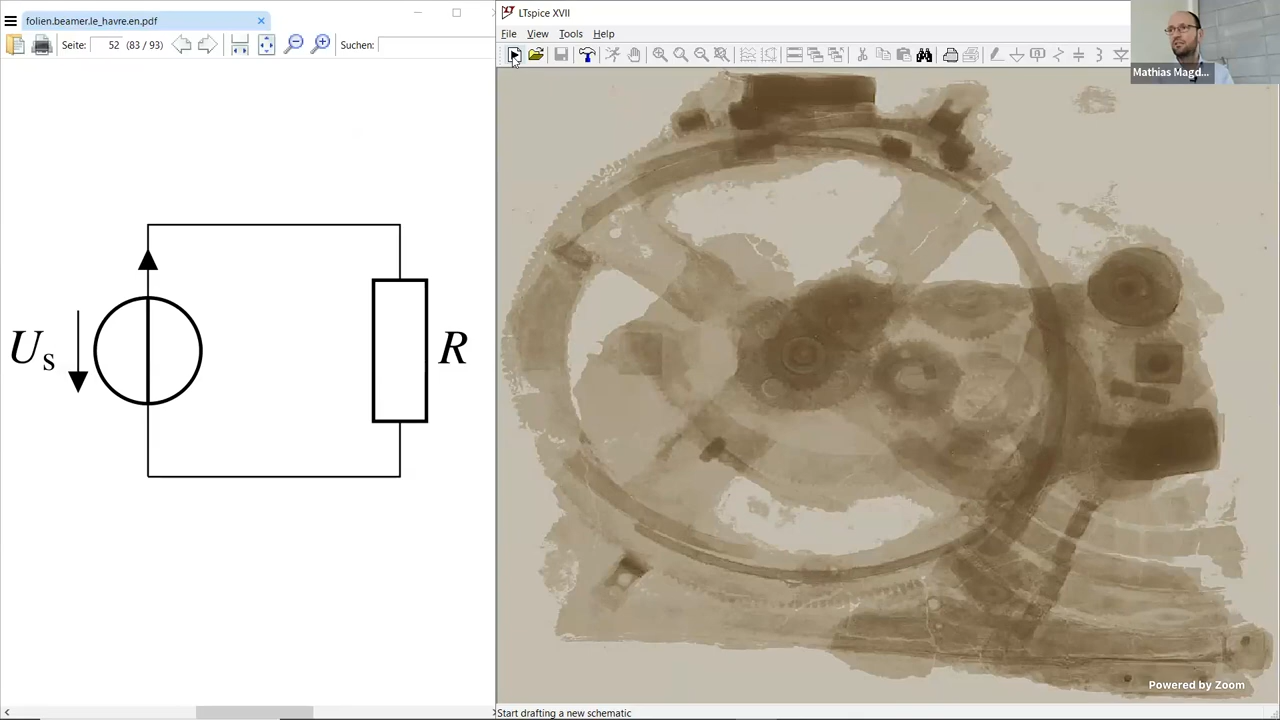 folien.beamer.le_havre.en.pdf
Seite: 52 (83 / 93)
Suchen:
Us
R
LTspice XVII
File View Tools Help
Mathias Magd...
Powered by Zoom
Start drafting a new schematic